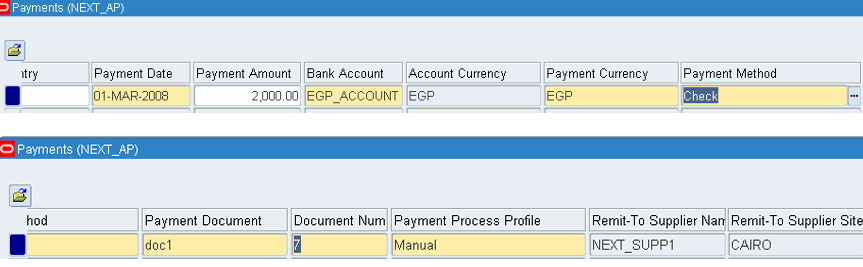 Payments (NEXT_AP)
ntry Payment Date Payment Amount Bank Account Account Currency Payment Currency Payment Method
01-MAR-2008 2,000.00 EGP_ACCOUNT EGP EGP Check
Payments (NEXT_AP)
hod Payment Document Document Num Payment Process Profile Remit-To Supplier Nam Remit-To Supplier Site
doc1 7 Manual NEXT_SUPP1 CAIRO